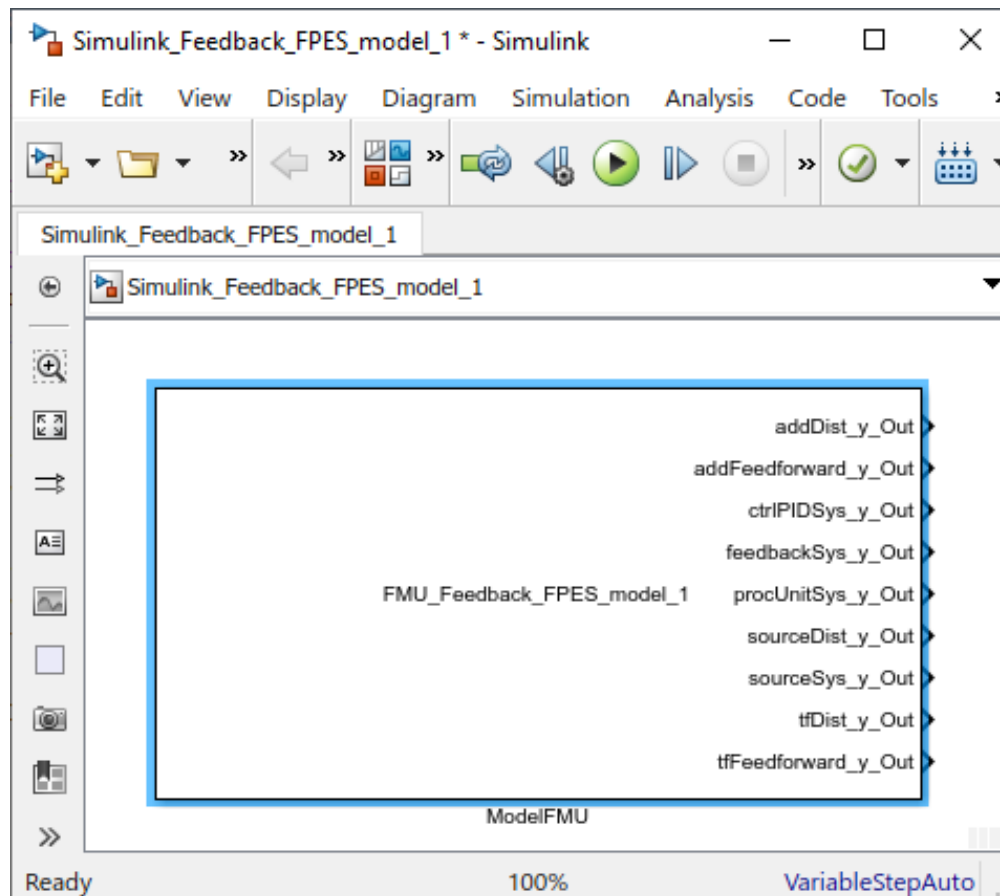 Simulink_Feedback_FPES_model_1 * - Simulink
File Edit View Display Diagram Simulation Analysis Code Tools
Simulink_Feedback_FPES_model_1
Simulink_Feedback_FPES_model_1
addDist_y_Out
addFeedforward_y_Out
ctrlPIDSys_y_Out
feedbackSys_y_Out
FMU_Feedback_FPES_model_1 procUnitSys_y_Out
sourceDist_y_Out
sourceSys_y_Out
tfDist_y_Out
tfFeedforward_y_Out
ModelFMU
Ready 100% VariableStepAuto